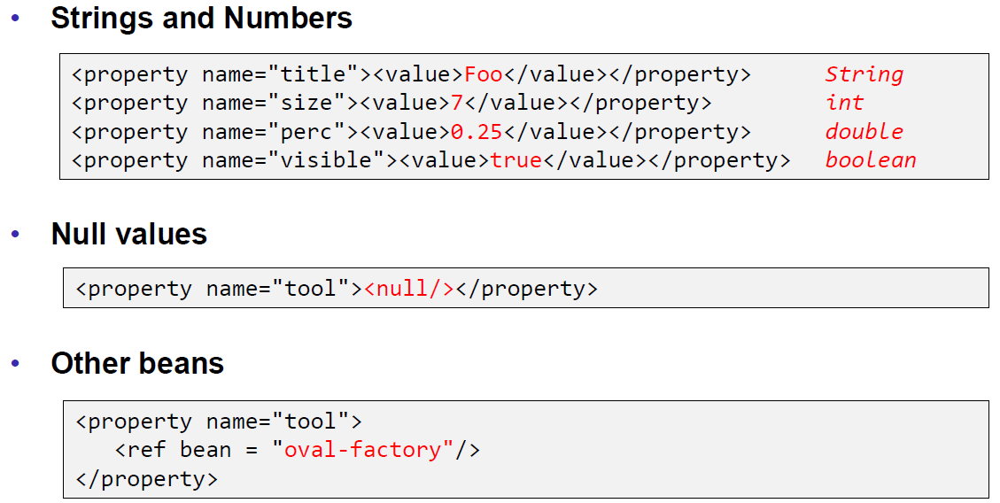 • Strings and Numbers
<property name="title"><value>Foo</value></property> String
<property name="size"><value>7</value></property> int
<property name="perc"><value>0.25</value></property> double
<property name="visible"><value>true</value></property> boolean
• Null values
<property name="tool"><null/></property>
• Other beans
<property name="tool">
<ref bean = "oval-factory"/>
</property>